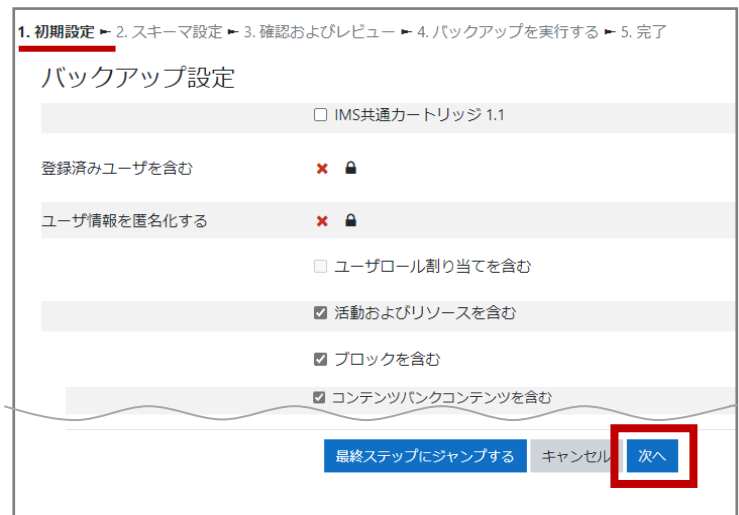 1. 初期設定 ► 2. スキーマ設定 ► 3. 確認およびレビュー ► 4. バックアップを実行する ► 5. 完了
バックアップ設定
IMS共通カートリッジ 1.1
登録済みユーザを含む
ユーザ情報を匿名化する
ユーザロール割り当てを含む
活動およびリソースを含む
ブロックを含む
コンテンツバンクコンテンツを含む
最終ステップにジャンプする キャンセル 次へ